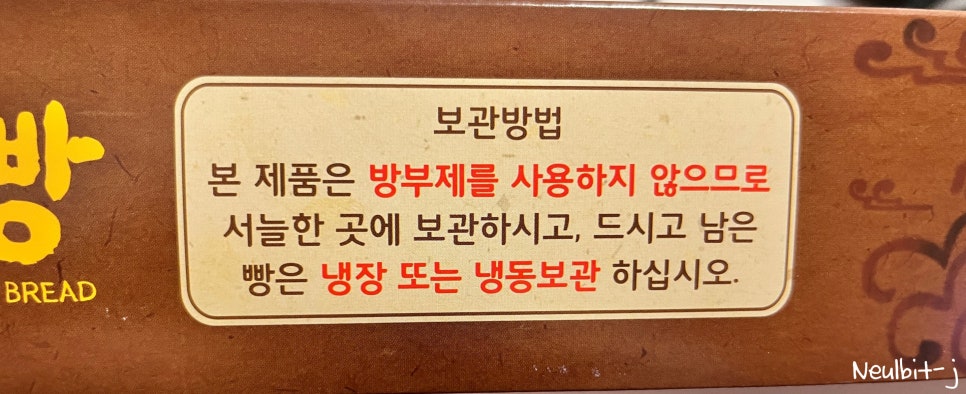 보관방법
본 제품은 방부제를 사용하지 않으므로
서늘한 곳에 보관하시고, 드시고 남은
빵은 냉장 또는 냉동보관 하십시오.
빵
BREAD
Neulbit-j